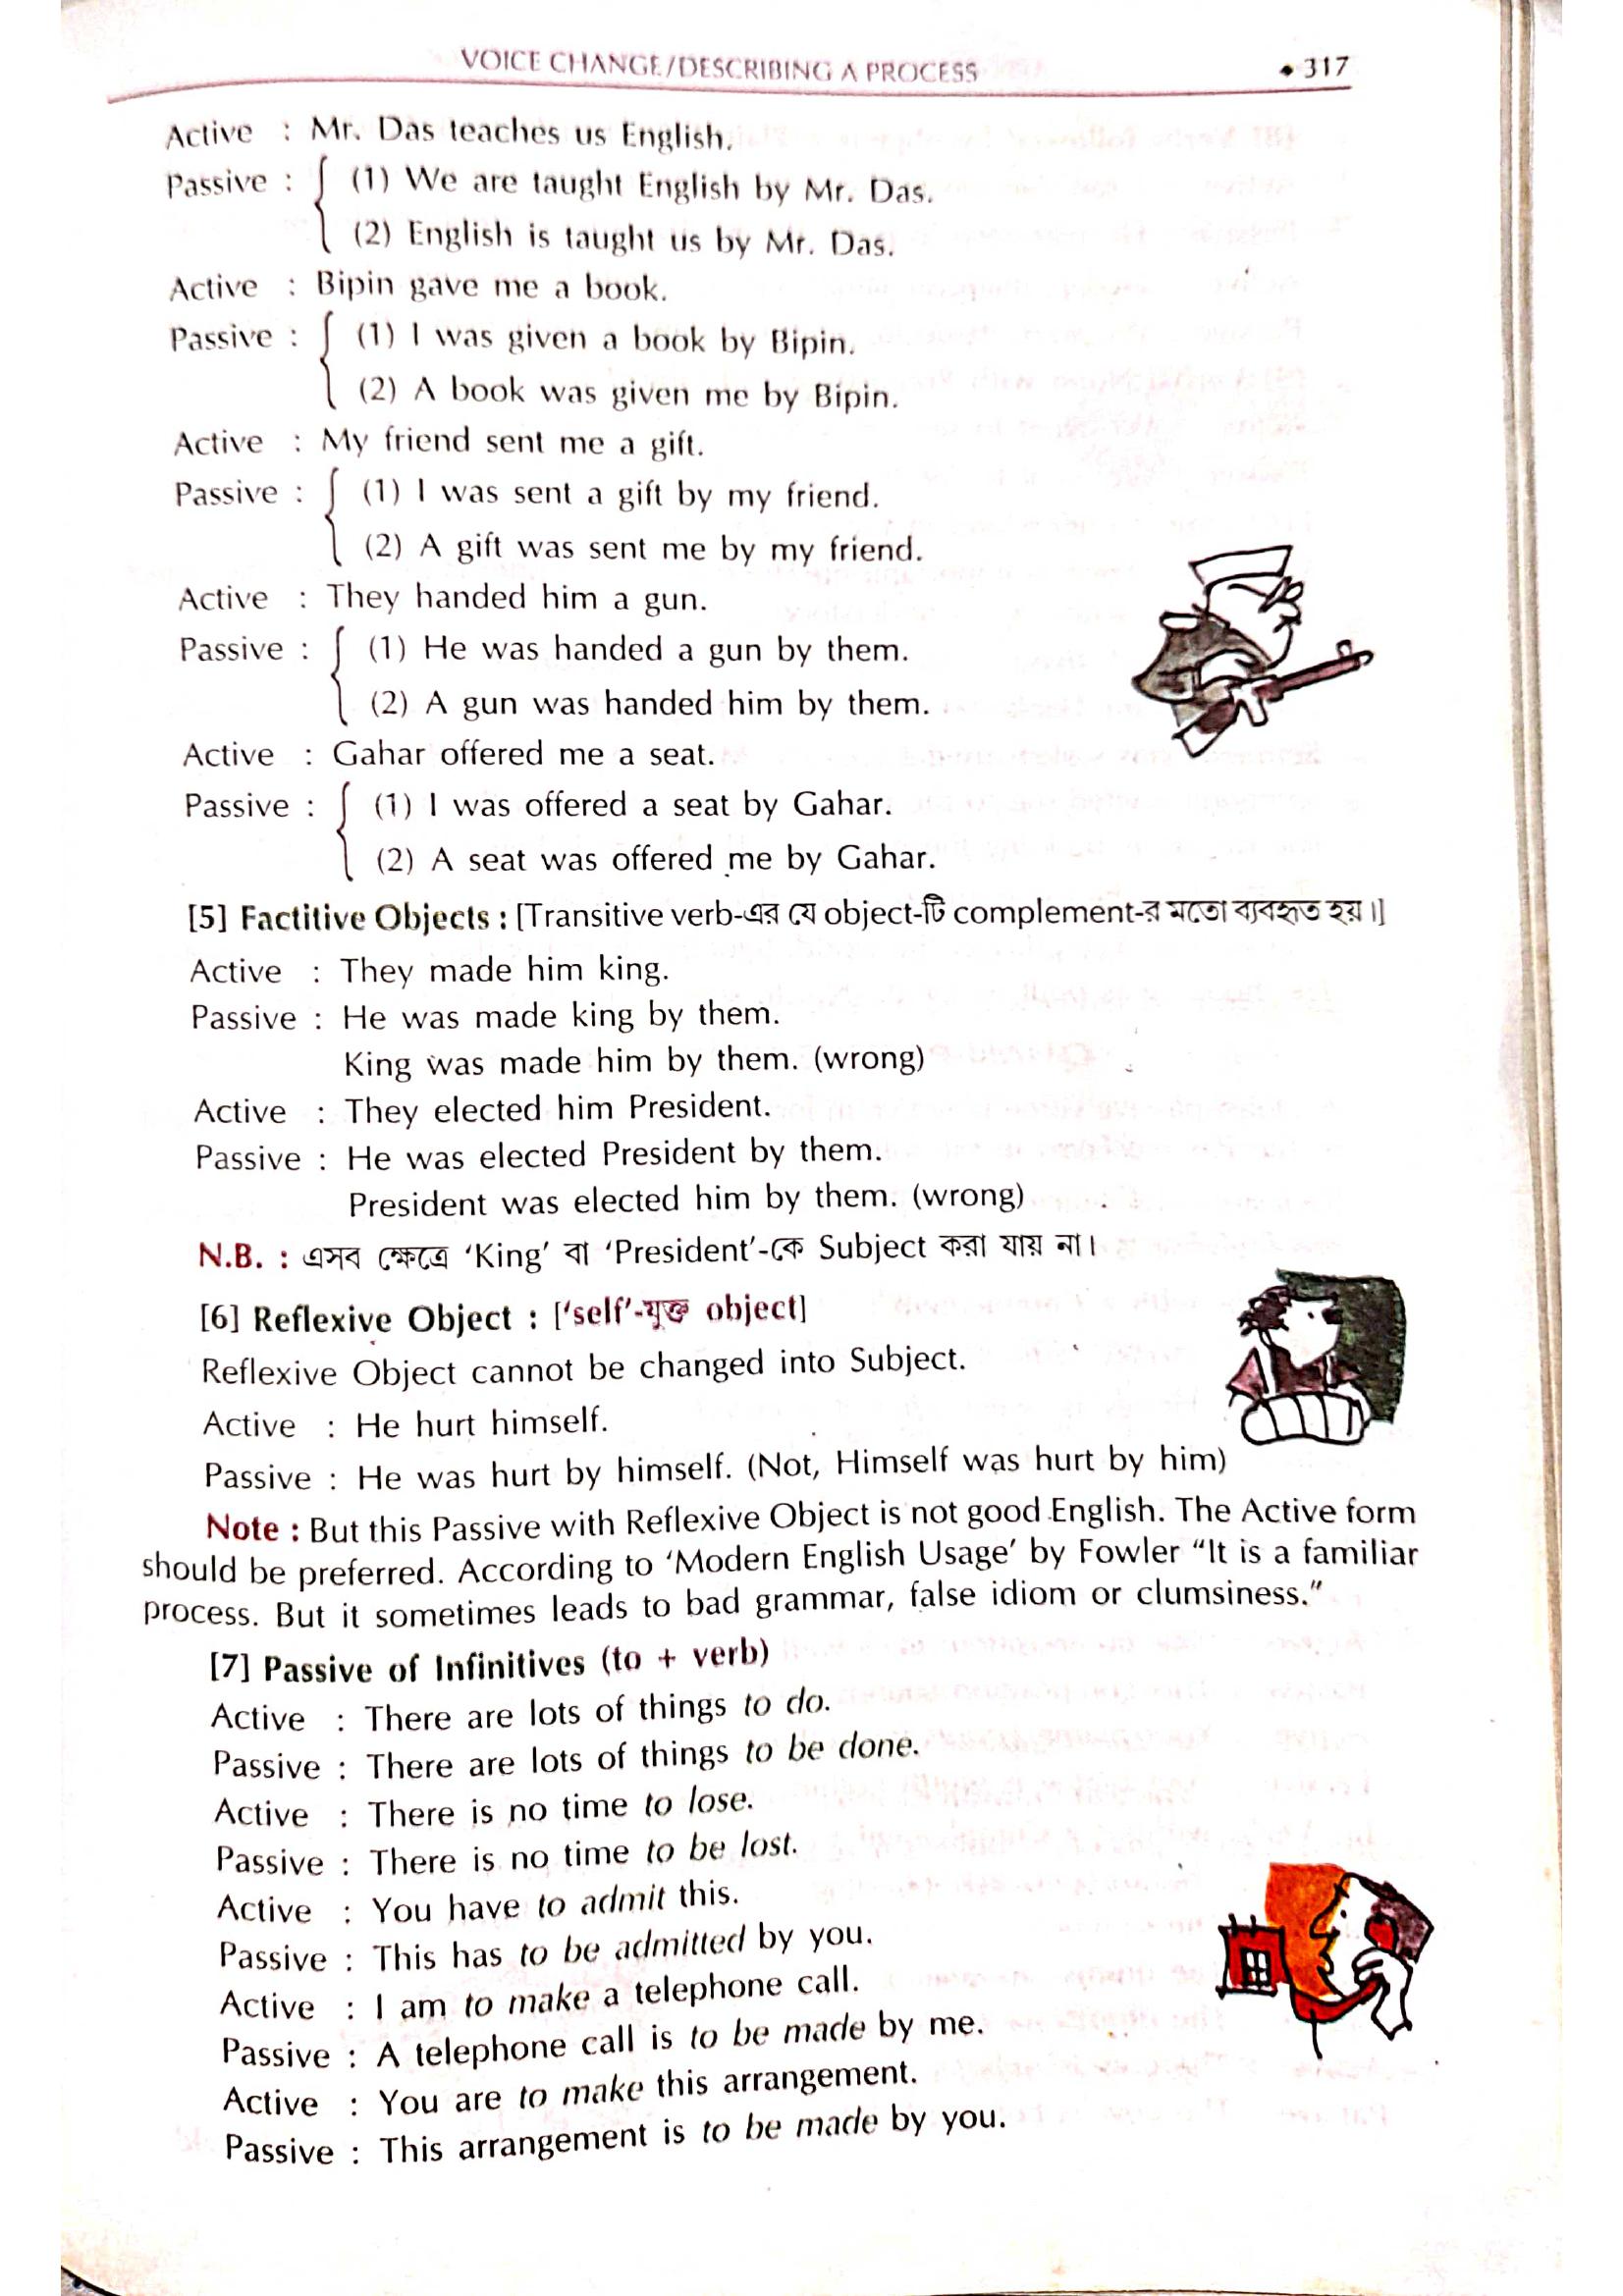 VOICE CHANGE/DESCRIBING A PROCESS ◆ 317
Active : Mr. Das teaches us English.
Passive : { (1) We are taught English by Mr. Das.
(2) English is taught us by Mr. Das.
Active : Bipin gave me a book.
Passive : { (1) I was given a book by Bipin.
(2) A book was given me by Bipin.
Active : My friend sent me a gift.
Passive : { (1) I was sent a gift by my friend.
(2) A gift was sent me by my friend.
Active : They handed him a gun.
Passive : { (1) He was handed a gun by them.
(2) A gun was handed him by them.
Active : Gahar offered me a seat.
Passive : { (1) I was offered a seat by Gahar.
(2) A seat was offered me by Gahar.
[5] Factitive Objects : [Transitive verb-এর যে object-টি complement-র মতো ব্যবহৃত হয়।]
Active : They made him king.
Passive : He was made king by them.
King was made him by them. (wrong)
Active : They elected him President.
Passive : He was elected President by them.
President was elected him by them. (wrong)
N.B. : এসব ক্ষেত্রে ‘King’ বা ‘President’-কে Subject করা যায় না।
[6] Reflexive Object : [‘self’-যুক্ত object]
Reflexive Object cannot be changed into Subject.
Active : He hurt himself.
Passive : He was hurt by himself. (Not, Himself was hurt by him)
Note : But this Passive with Reflexive Object is not good English. The Active form
should be preferred. According to ‘Modern English Usage’ by Fowler “It is a familiar
process. But it sometimes leads to bad grammar, false idiom or clumsiness.”
[7] Passive of Infinitives (to + verb)
Active : There are lots of things to do.
Passive : There are lots of things to be done.
Active : There is no time to lose.
Passive : There is no time to be lost.
Active : You have to admit this.
Passive : This has to be admitted by you.
Active : I am to make a telephone call.
Passive : A telephone call is to be made by me.
Active : You are to make this arrangement.
Passive : This arrangement is to be made by you.